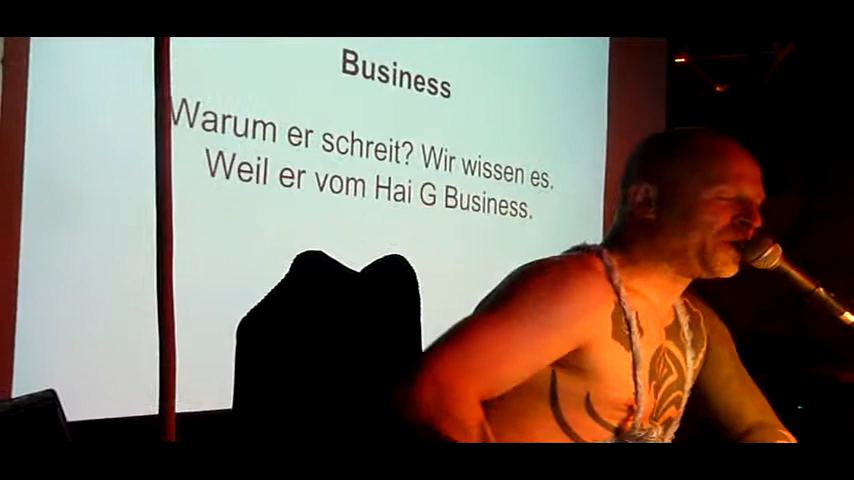 Business
Warum er schreit? Wir wissen es.
Weil er vom Hai G Business.